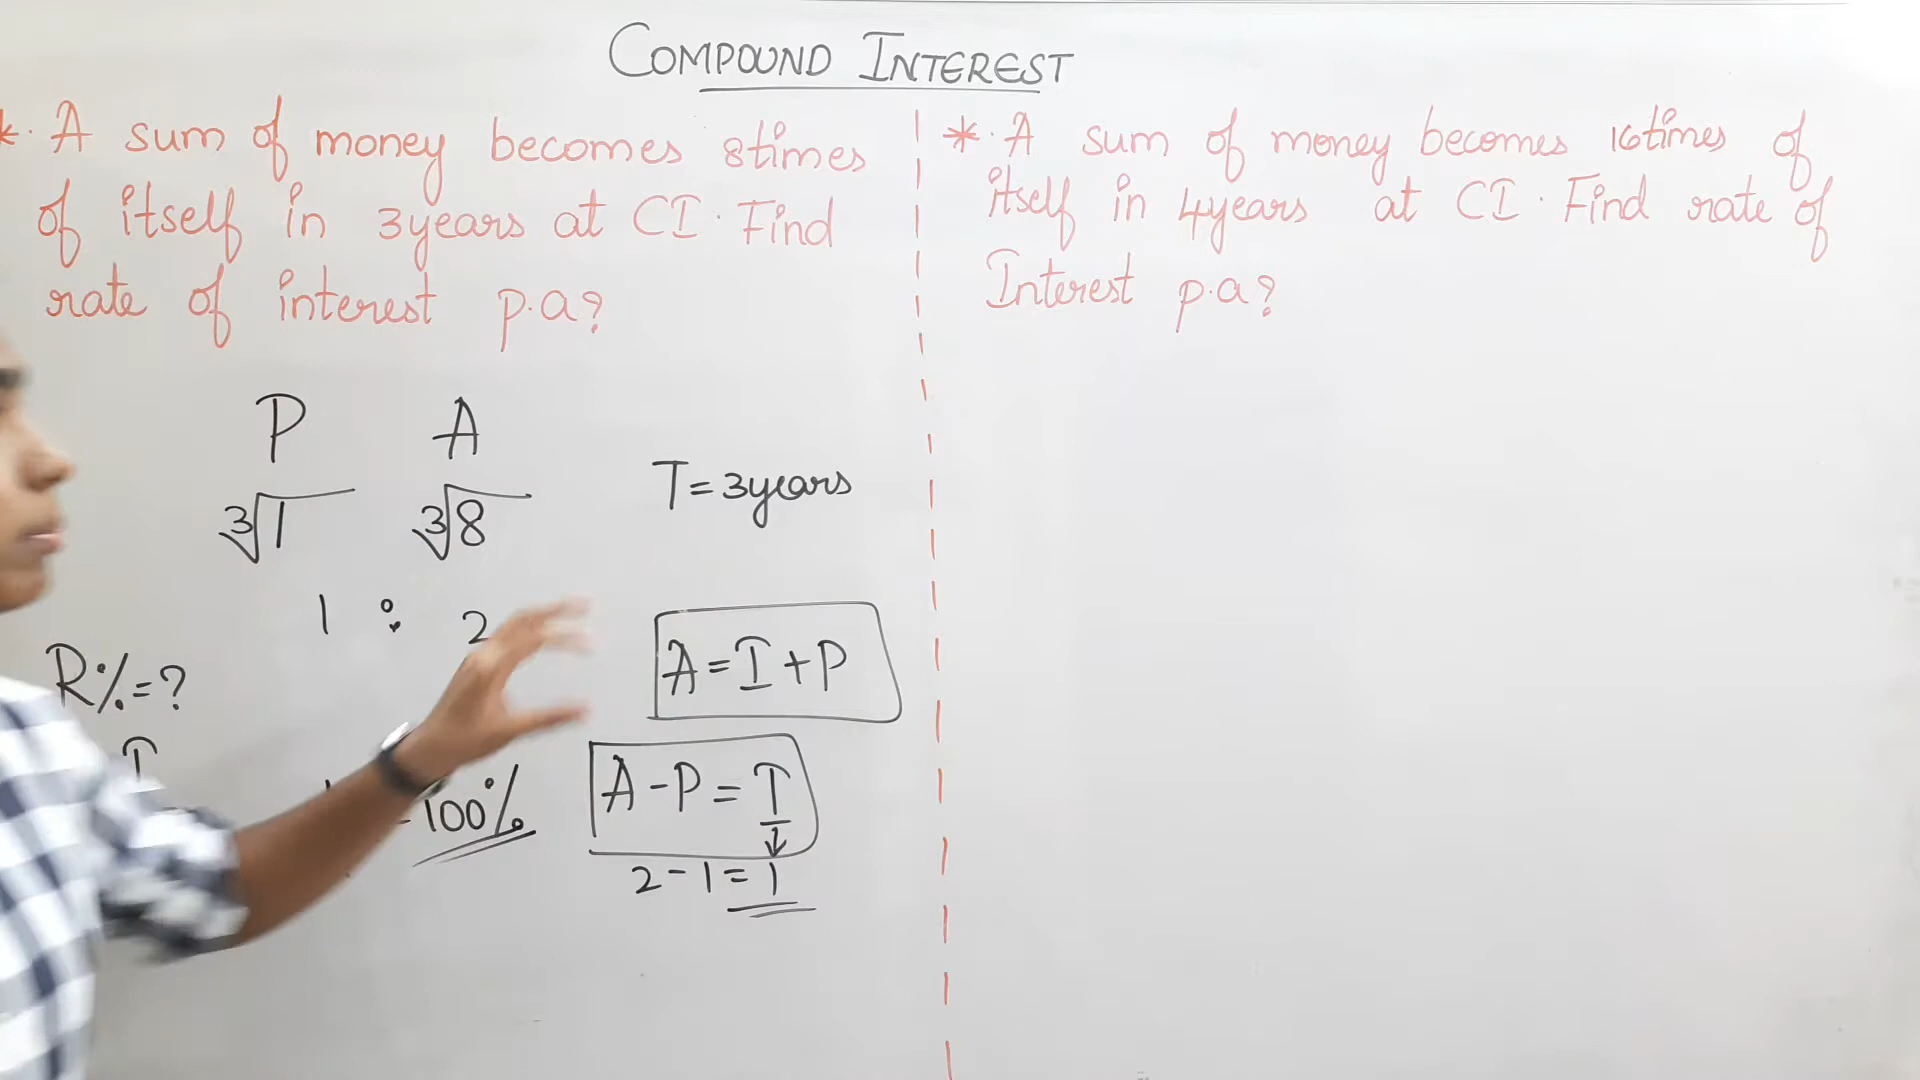 COMPOUND INTEREST
*. A sum of money becomes 8times
of itself in 3years at CI. Find
rate of interest p.a?
P A
3√1 3√8
T=3years
1 : 2
A=I+P
R%=?
I
100%
A-P=I
2-1=1
*. A sum of money becomes 16times of
itself in 4years at CI. Find rate of
Interest p.a?